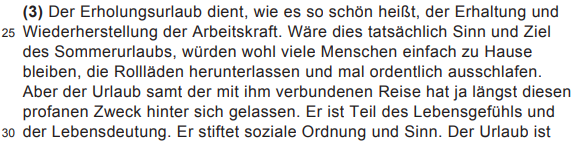 (3) Der Erholungsurlaub dient, wie es so schön heißt, der Erhaltung und
25 Wiederherstellung der Arbeitskraft. Wäre dies tatsächlich Sinn und Ziel
des Sommerurlaubs, würden wohl viele Menschen einfach zu Hause
bleiben, die Rollläden herunterlassen und mal ordentlich ausschlafen.
Aber der Urlaub samt der mit ihm verbundenen Reise hat ja längst diesen
profanen Zweck hinter sich gelassen. Er ist Teil des Lebensgefühls und
30 der Lebensdeutung. Er stiftet soziale Ordnung und Sinn. Der Urlaub ist